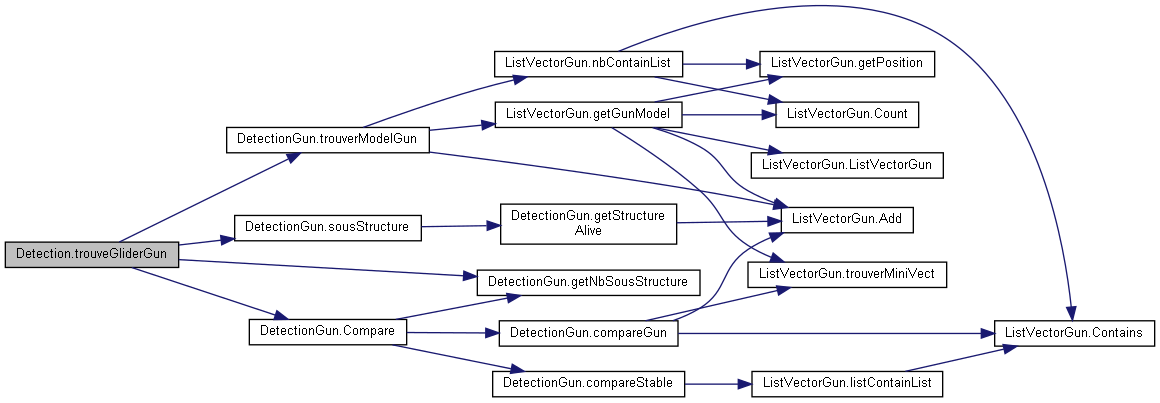 ListVectorGun.nbContainList
ListVectorGun.getPosition
ListVectorGun.getGunModel
ListVectorGun.Count
DetectionGun.trouverModelGun
ListVectorGun.ListVectorGun
DetectionGun.sousStructure
DetectionGun.getStructure
Alive
ListVectorGun.Add
Detection.trouveGliderGun
DetectionGun.getNbSousStructure
ListVectorGun.trouverMiniVect
DetectionGun.Compare
DetectionGun.compareGun
ListVectorGun.Contains
DetectionGun.compareStable
ListVectorGun.listContainList